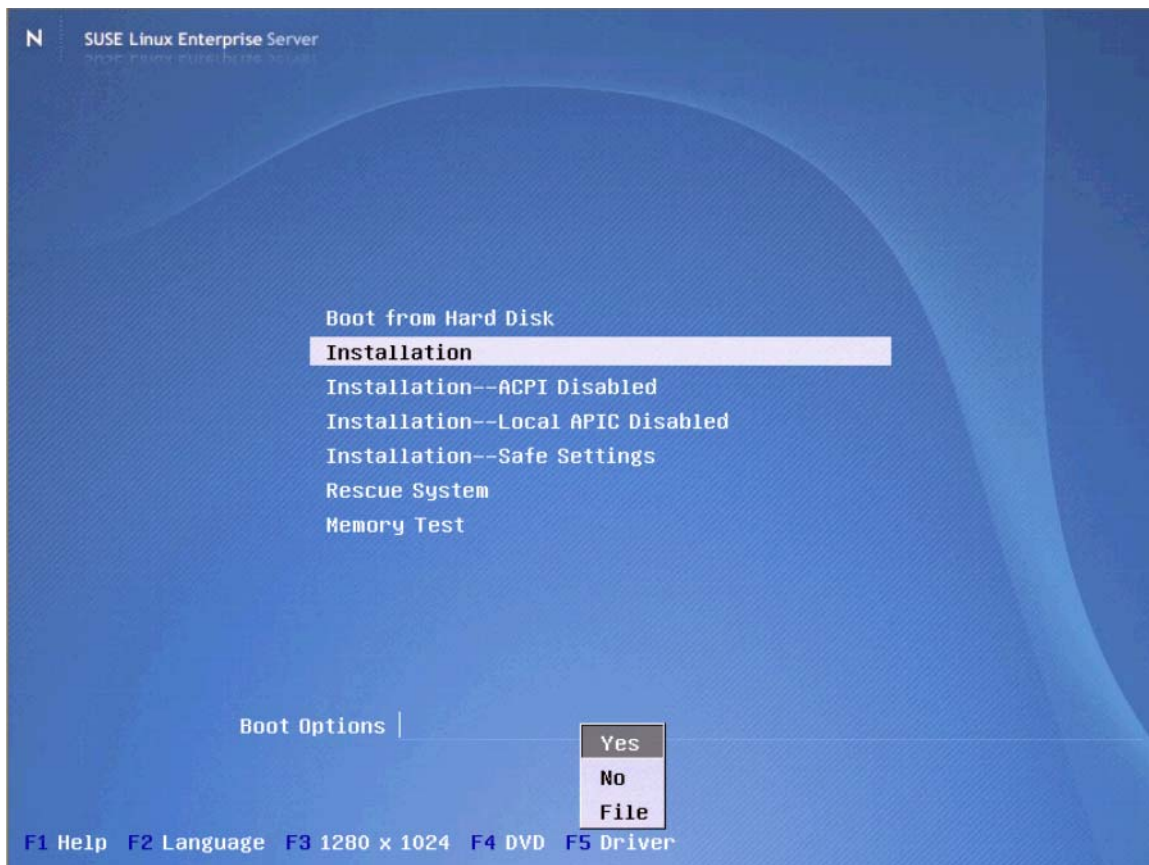 N SUSE Linux Enterprise Server
Boot from Hard Disk
Installation
Installation--ACPI Disabled
Installation--Local APIC Disabled
Installation--Safe Settings
Rescue System
Memory Test
Boot Options
Yes
No
File
F1 Help F2 Language F3 1280 x 1024 F4 DVD F5 Driver